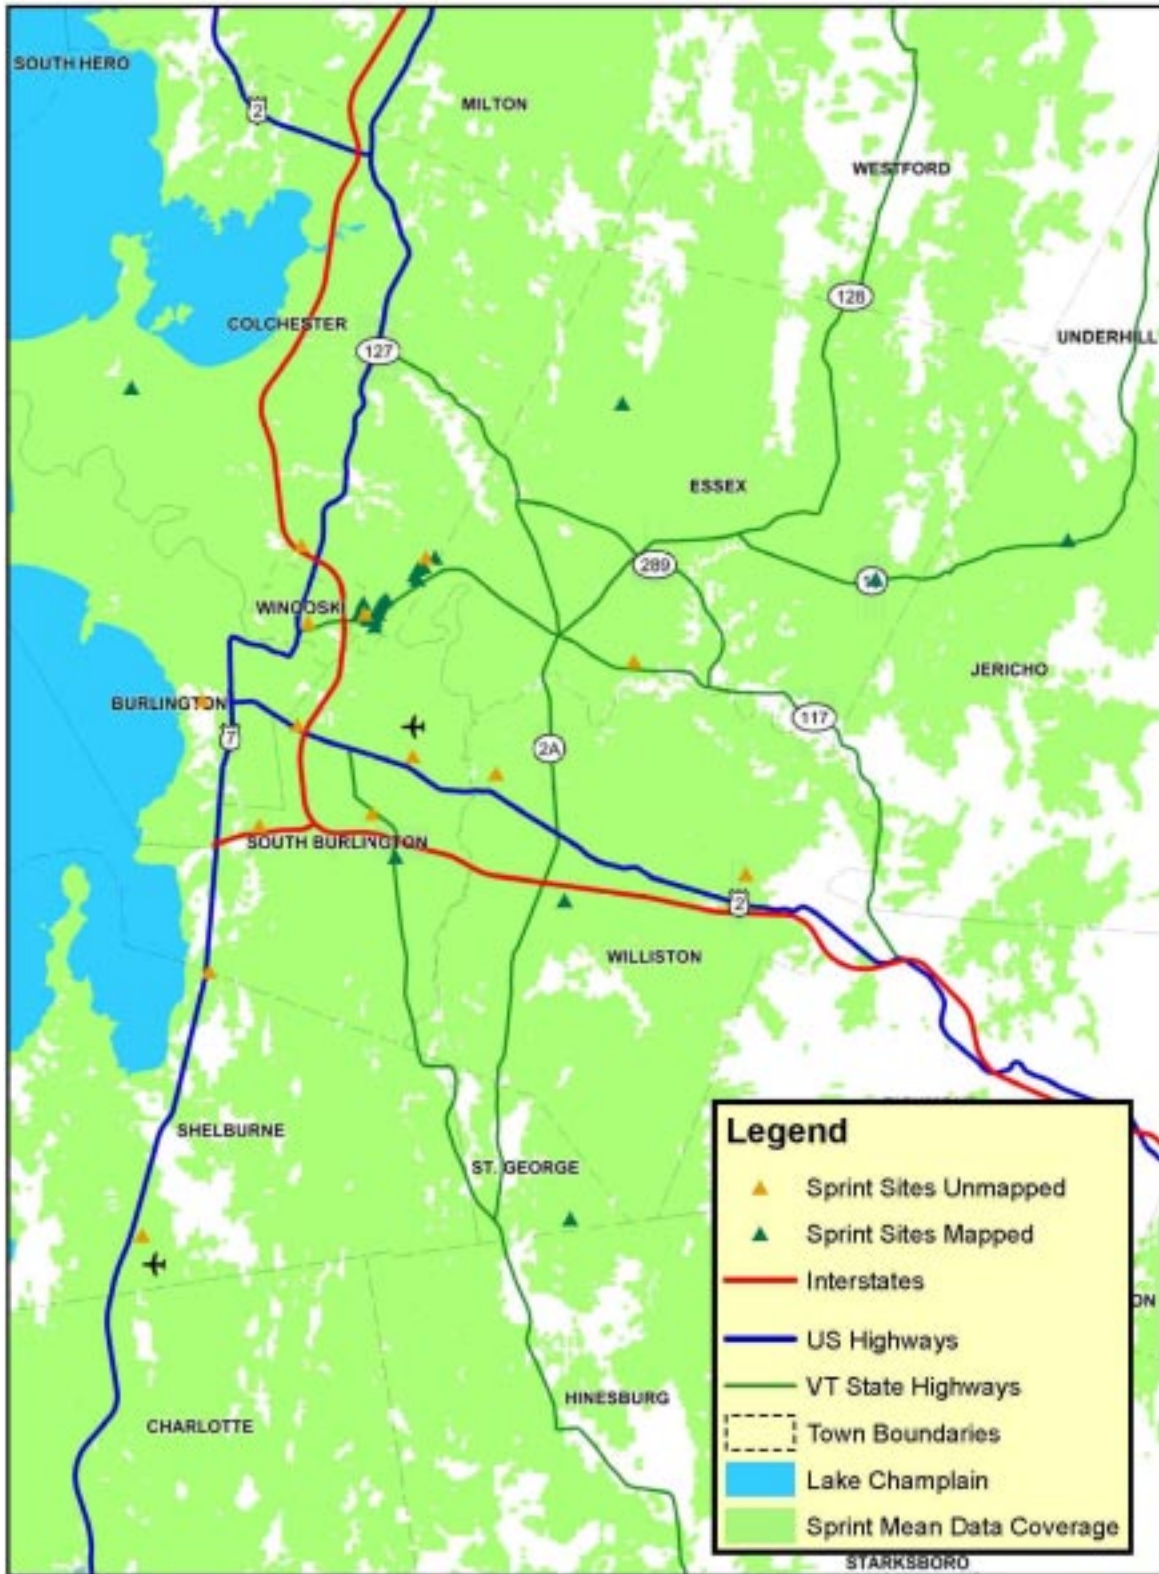 SOUTH HERO
2
MILTON
WESTFORD
128
COLCHESTER
127
UNDERHILL
ESSEX
289
WINOOSKI
JERICHO
BURLINGTON
7
117
2A
SOUTH BURLINGTON
2
WILLISTON
SHELBURNE
ST. GEORGE
HINESBURG
CHARLOTTE
Legend
Sprint Sites Unmapped
Sprint Sites Mapped
Interstates
US Highways
VT State Highways
Town Boundaries
Lake Champlain
Sprint Mean Data Coverage
ON
STARKSBORO